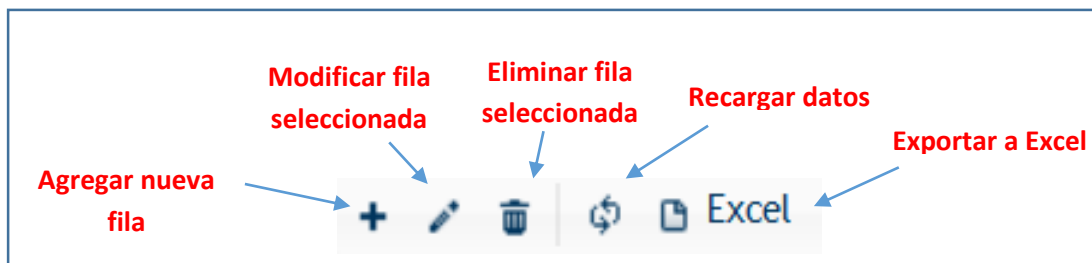 Modificar fila
seleccionada
Eliminar fila
seleccionada
Recargar datos
Exportar a Excel
Agregar nueva
fila
Excel